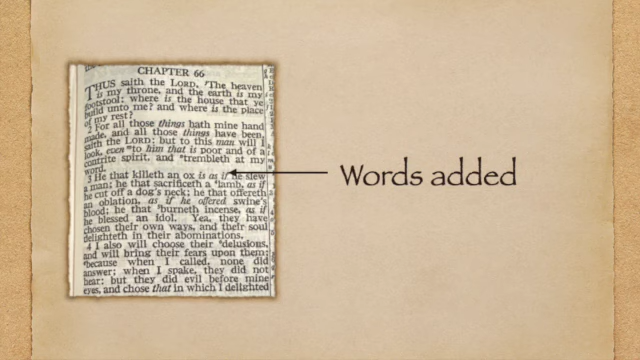 CHAPTER 66
THUS saith the LORD, The heaven
is my throne, and the earth is my
footstool: where is the house that ye
build unto me? and where is the place
of my rest?
2 For all those things hath mine hand
made, and all those things have been,
saith the LORD: but to this man will I
look, even to him that is poor and of a
contrite spirit, and trembleth at my
word.
3 He that killeth an ox is as if he slew
a man; he that sacrificeth a lamb, as if
he cut off a dog's neck; he that offereth
an oblation, as if he offered swine's
blood; he that burneth incense, as if
he blessed an idol. Yea, they have
chosen their own ways, and their soul
delighteth in their abominations.
4 I also will choose their delusions,
and will bring their fears upon them;
because when I called, none did
answer; when I spake, they did not
hear: but they did evil before mine
eyes, and chose that in which I delighted
Words added